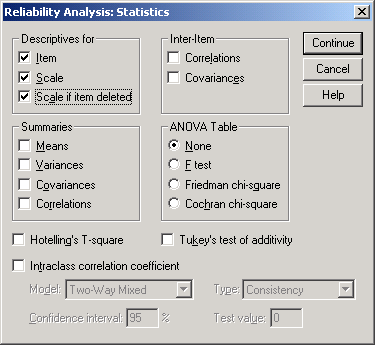 Reliability Analysis: Statistics
Descriptives for
Item
Scale
Scale if item deleted
Inter-Item
Correlations
Covariances
Continue
Cancel
Help
Summaries
Means
Variances
Covariances
Correlations
ANOVA Table
None
F test
Friedman chi-square
Cochran chi-square
Hotelling's T-square
Tukey's test of additivity
Intraclass correlation coefficient
Model: Two-Way Mixed Type: Consistency
Confidence interval: 95 % Test value: 0